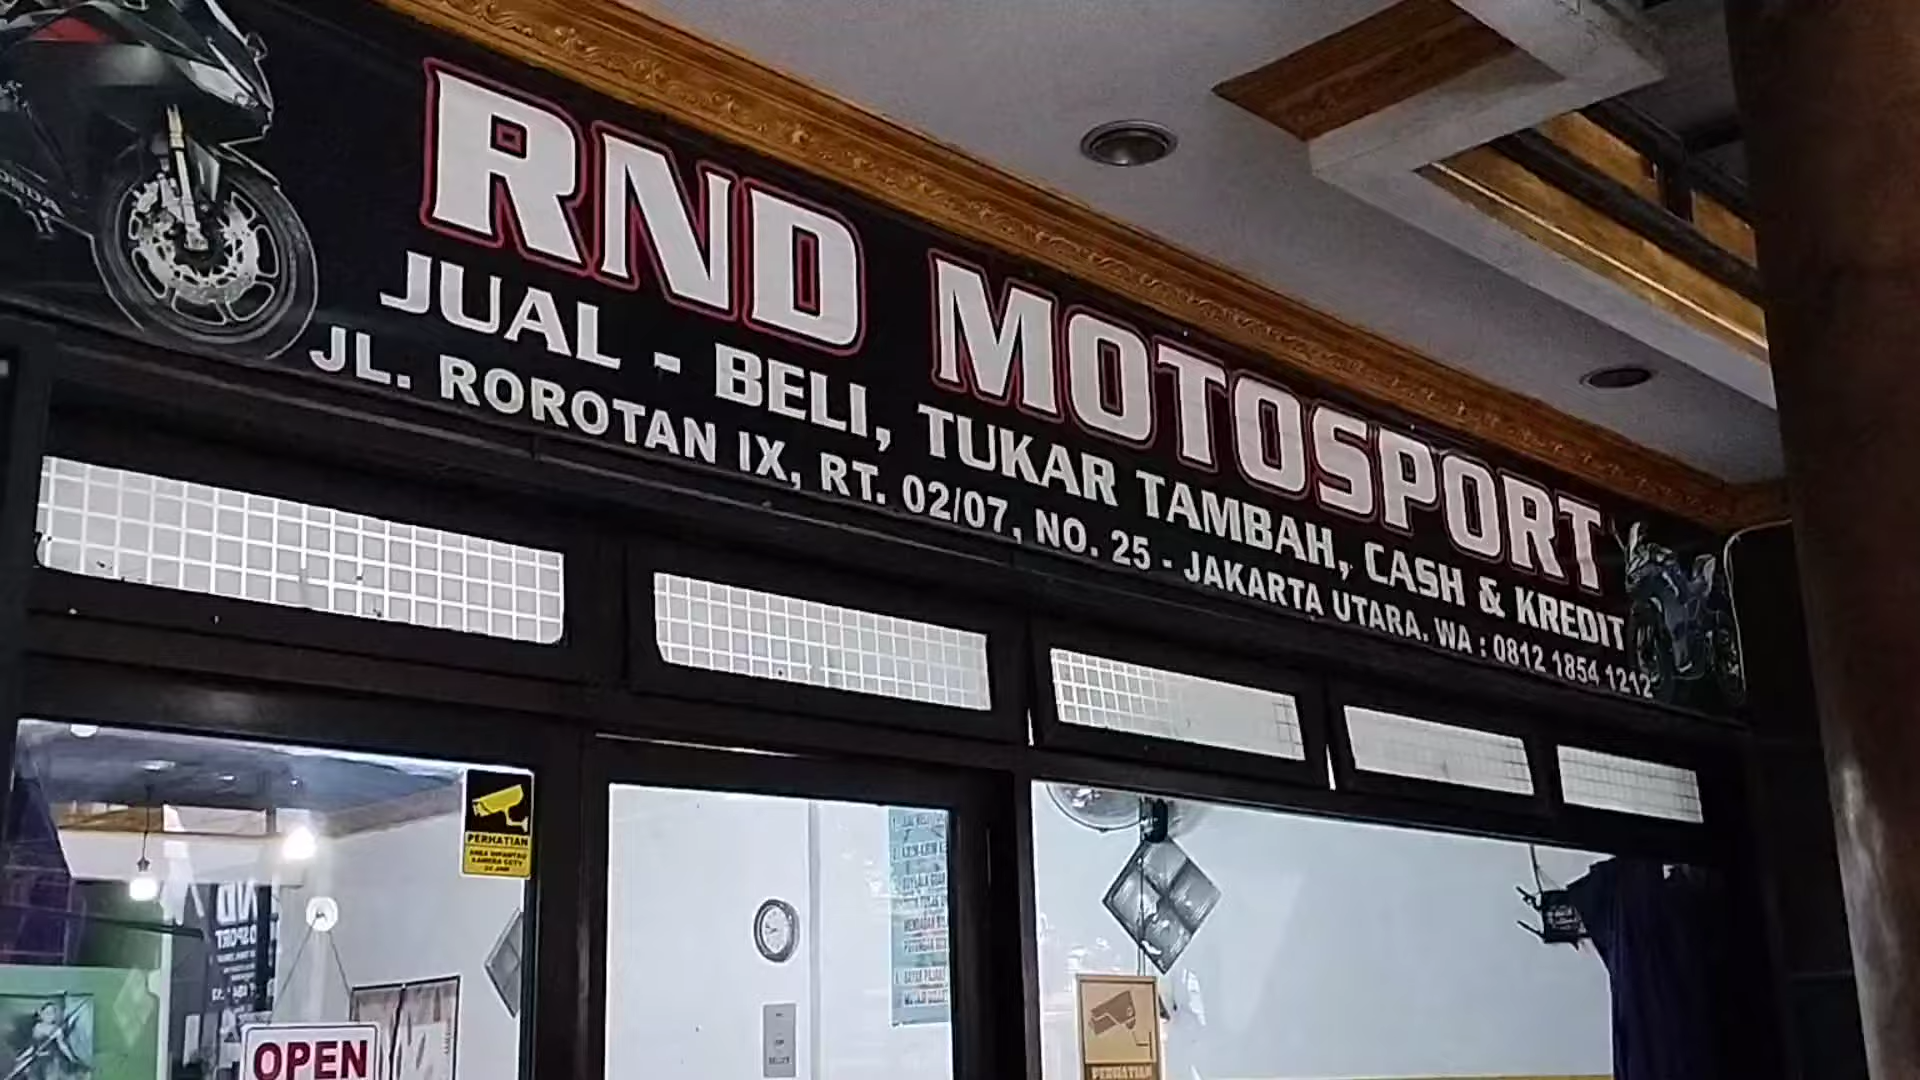 RND MOTOSPORT
JUAL - BELI, TUKAR TAMBAH, CASH & KREDIT
JL. ROROTAN IX, RT. 02/07, NO. 25 - JAKARTA UTARA. WA : 0812 1854 1212
PERHATIAN
OPEN
PERHATIAN